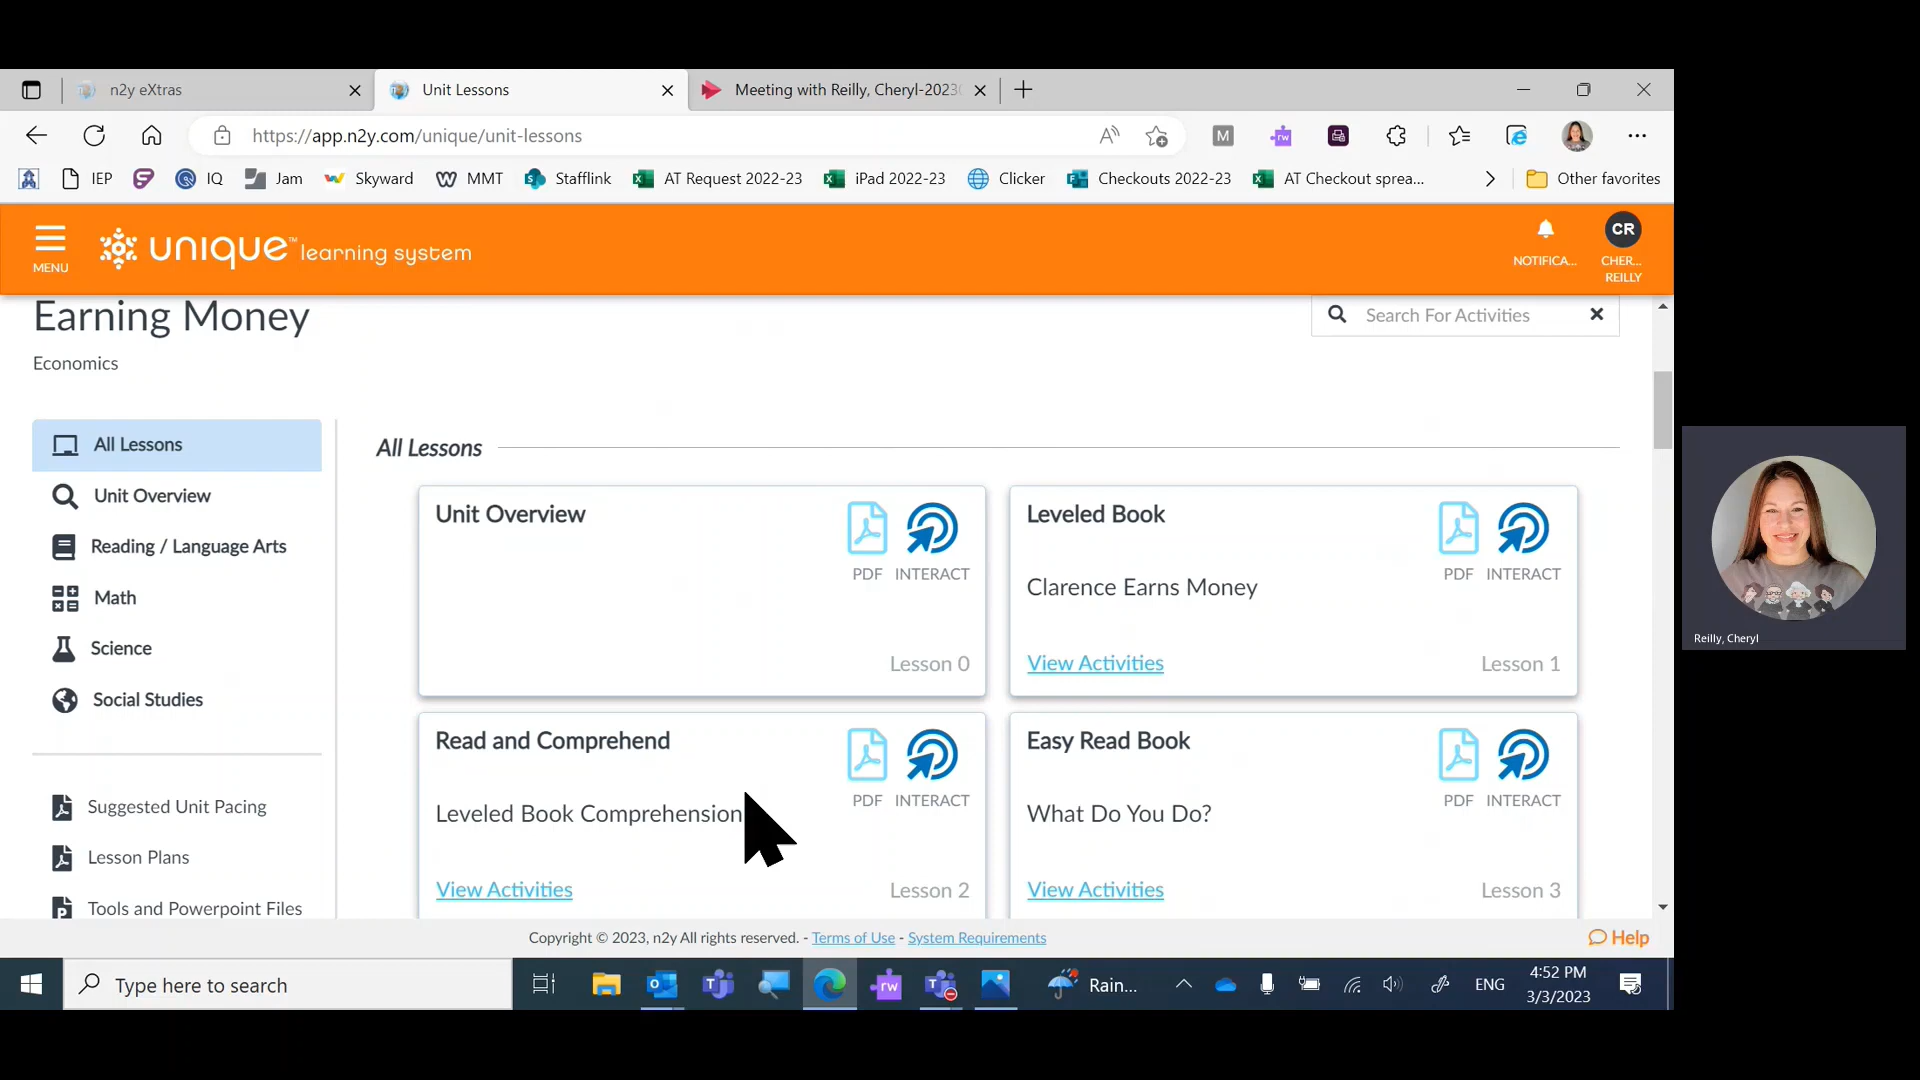 n2y eXtras
Unit Lessons
Meeting with Reilly, Cheryl-2023
https://app.n2y.com/unique/unit-lessons
IEP
IQ
Jam
Skyward
MMT
Stafflink
AT Request 2022-23
iPad 2022-23
Clicker
Checkouts 2022-23
AT Checkout sprea...
Other favorites
MENU
unique™ learning system
NOTIFICA...
CR
CHER...
REILLY
Earning Money
Search For Activities
Economics
All Lessons
Unit Overview
Reading / Language Arts
Math
Science
Social Studies
Suggested Unit Pacing
Lesson Plans
Tools and Powerpoint Files
All Lessons
Unit Overview
PDF INTERACT
Lesson 0
Leveled Book
PDF INTERACT
Clarence Earns Money
View Activities
Lesson 1
Read and Comprehend
PDF INTERACT
Leveled Book Comprehension
View Activities
Lesson 2
Easy Read Book
PDF INTERACT
What Do You Do?
View Activities
Lesson 3
Copyright © 2023, n2y All rights reserved. - Terms of Use - System Requirements
Help
Type here to search
rw
Rain...
ENG
4:52 PM
3/3/2023
Reilly, Cheryl